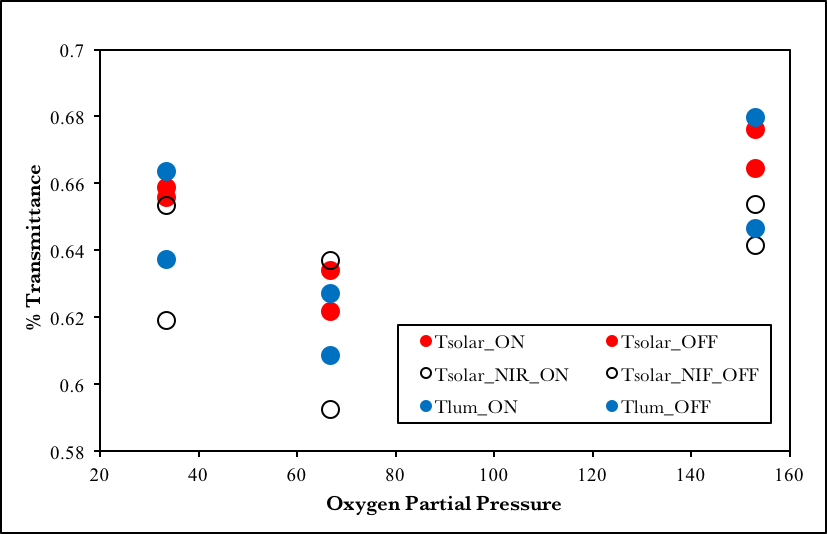 0.7
0.68
0.66
0.64
0.62
0.6
0.58
% Transmittance
Tsolar_ON Tsolar_OFF
Tsolar_NIR_ON Tsolar_NIF_OFF
Tlum_ON Tlum_OFF
20 40 60 80 100 120 140 160
Oxygen Partial Pressure